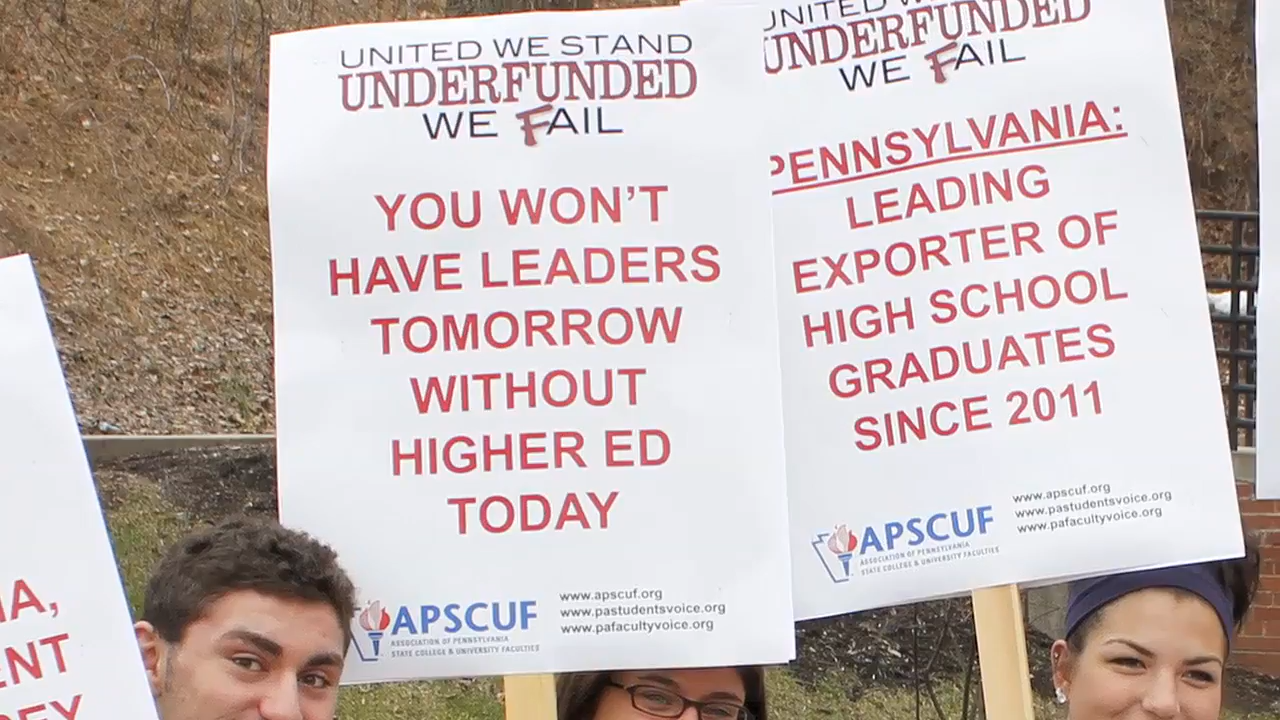 UNITED WE STAND
UNDERFUNDED
WE FAIL
YOU WON'T
HAVE LEADERS
TOMORROW
WITHOUT
HIGHER ED
TODAY
APSCUF
ASSOCIATION OF PENNSYLVANIA
STATE COLLEGE & UNIVERSITY FACULTIES
www.apscuf.org
www.pastudentsvoice.org
www.pafacultyvoice.org
UNITED WE
UNDERFUNDED
WE FAIL
PENNSYLVANIA:
LEADING
EXPORTER OF
HIGH SCHOOL
GRADUATES
SINCE 2011
APSCUF
ASSOCIATION OF PENNSYLVANIA
STATE COLLEGE & UNIVERSITY FACULTIES
www.apscuf.org
www.pastudentsvoice.org
www.pafacultyvoice.org